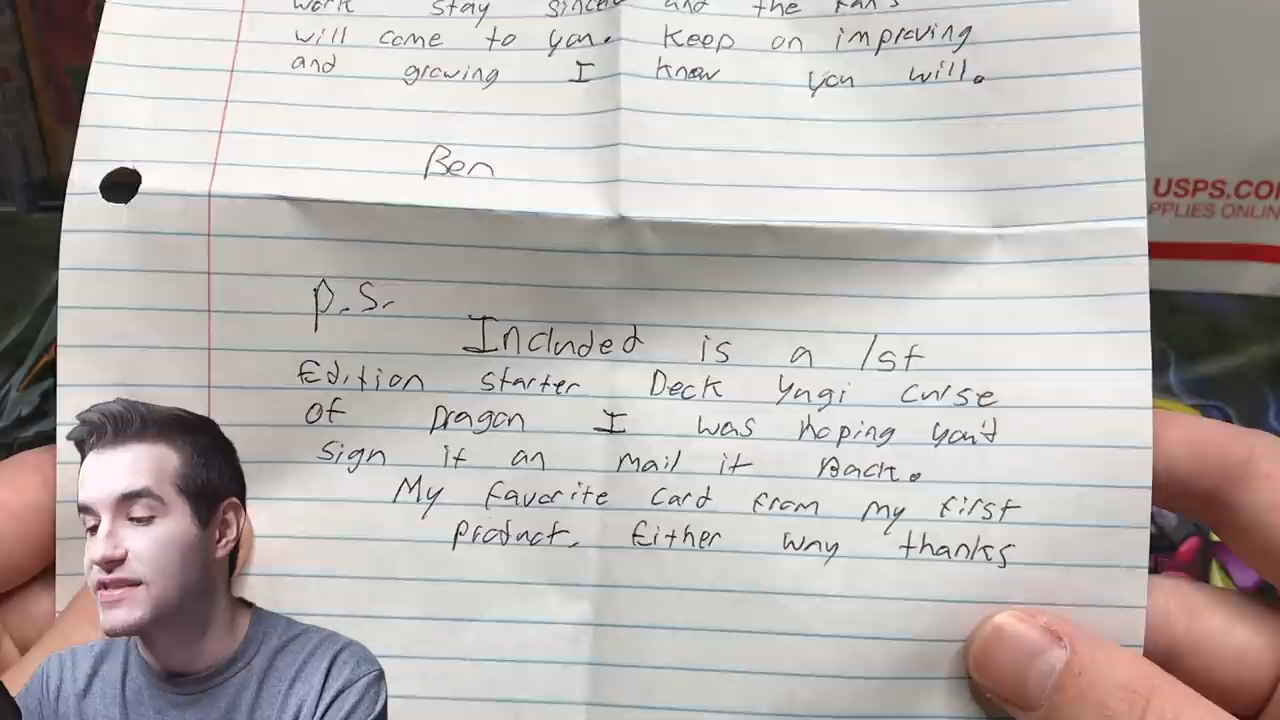 work stay and the fans
will come to you. Keep on improving
and growing I know you will.
Ben
P.S.
Included is a 1st
Edition Starter Deck Yugi Curse
of Dragon I was hoping you'd
sign it an mail it Back.
My favorite card from my first
product. Either way thanks
USPS.CO
PPLIES ONLIN